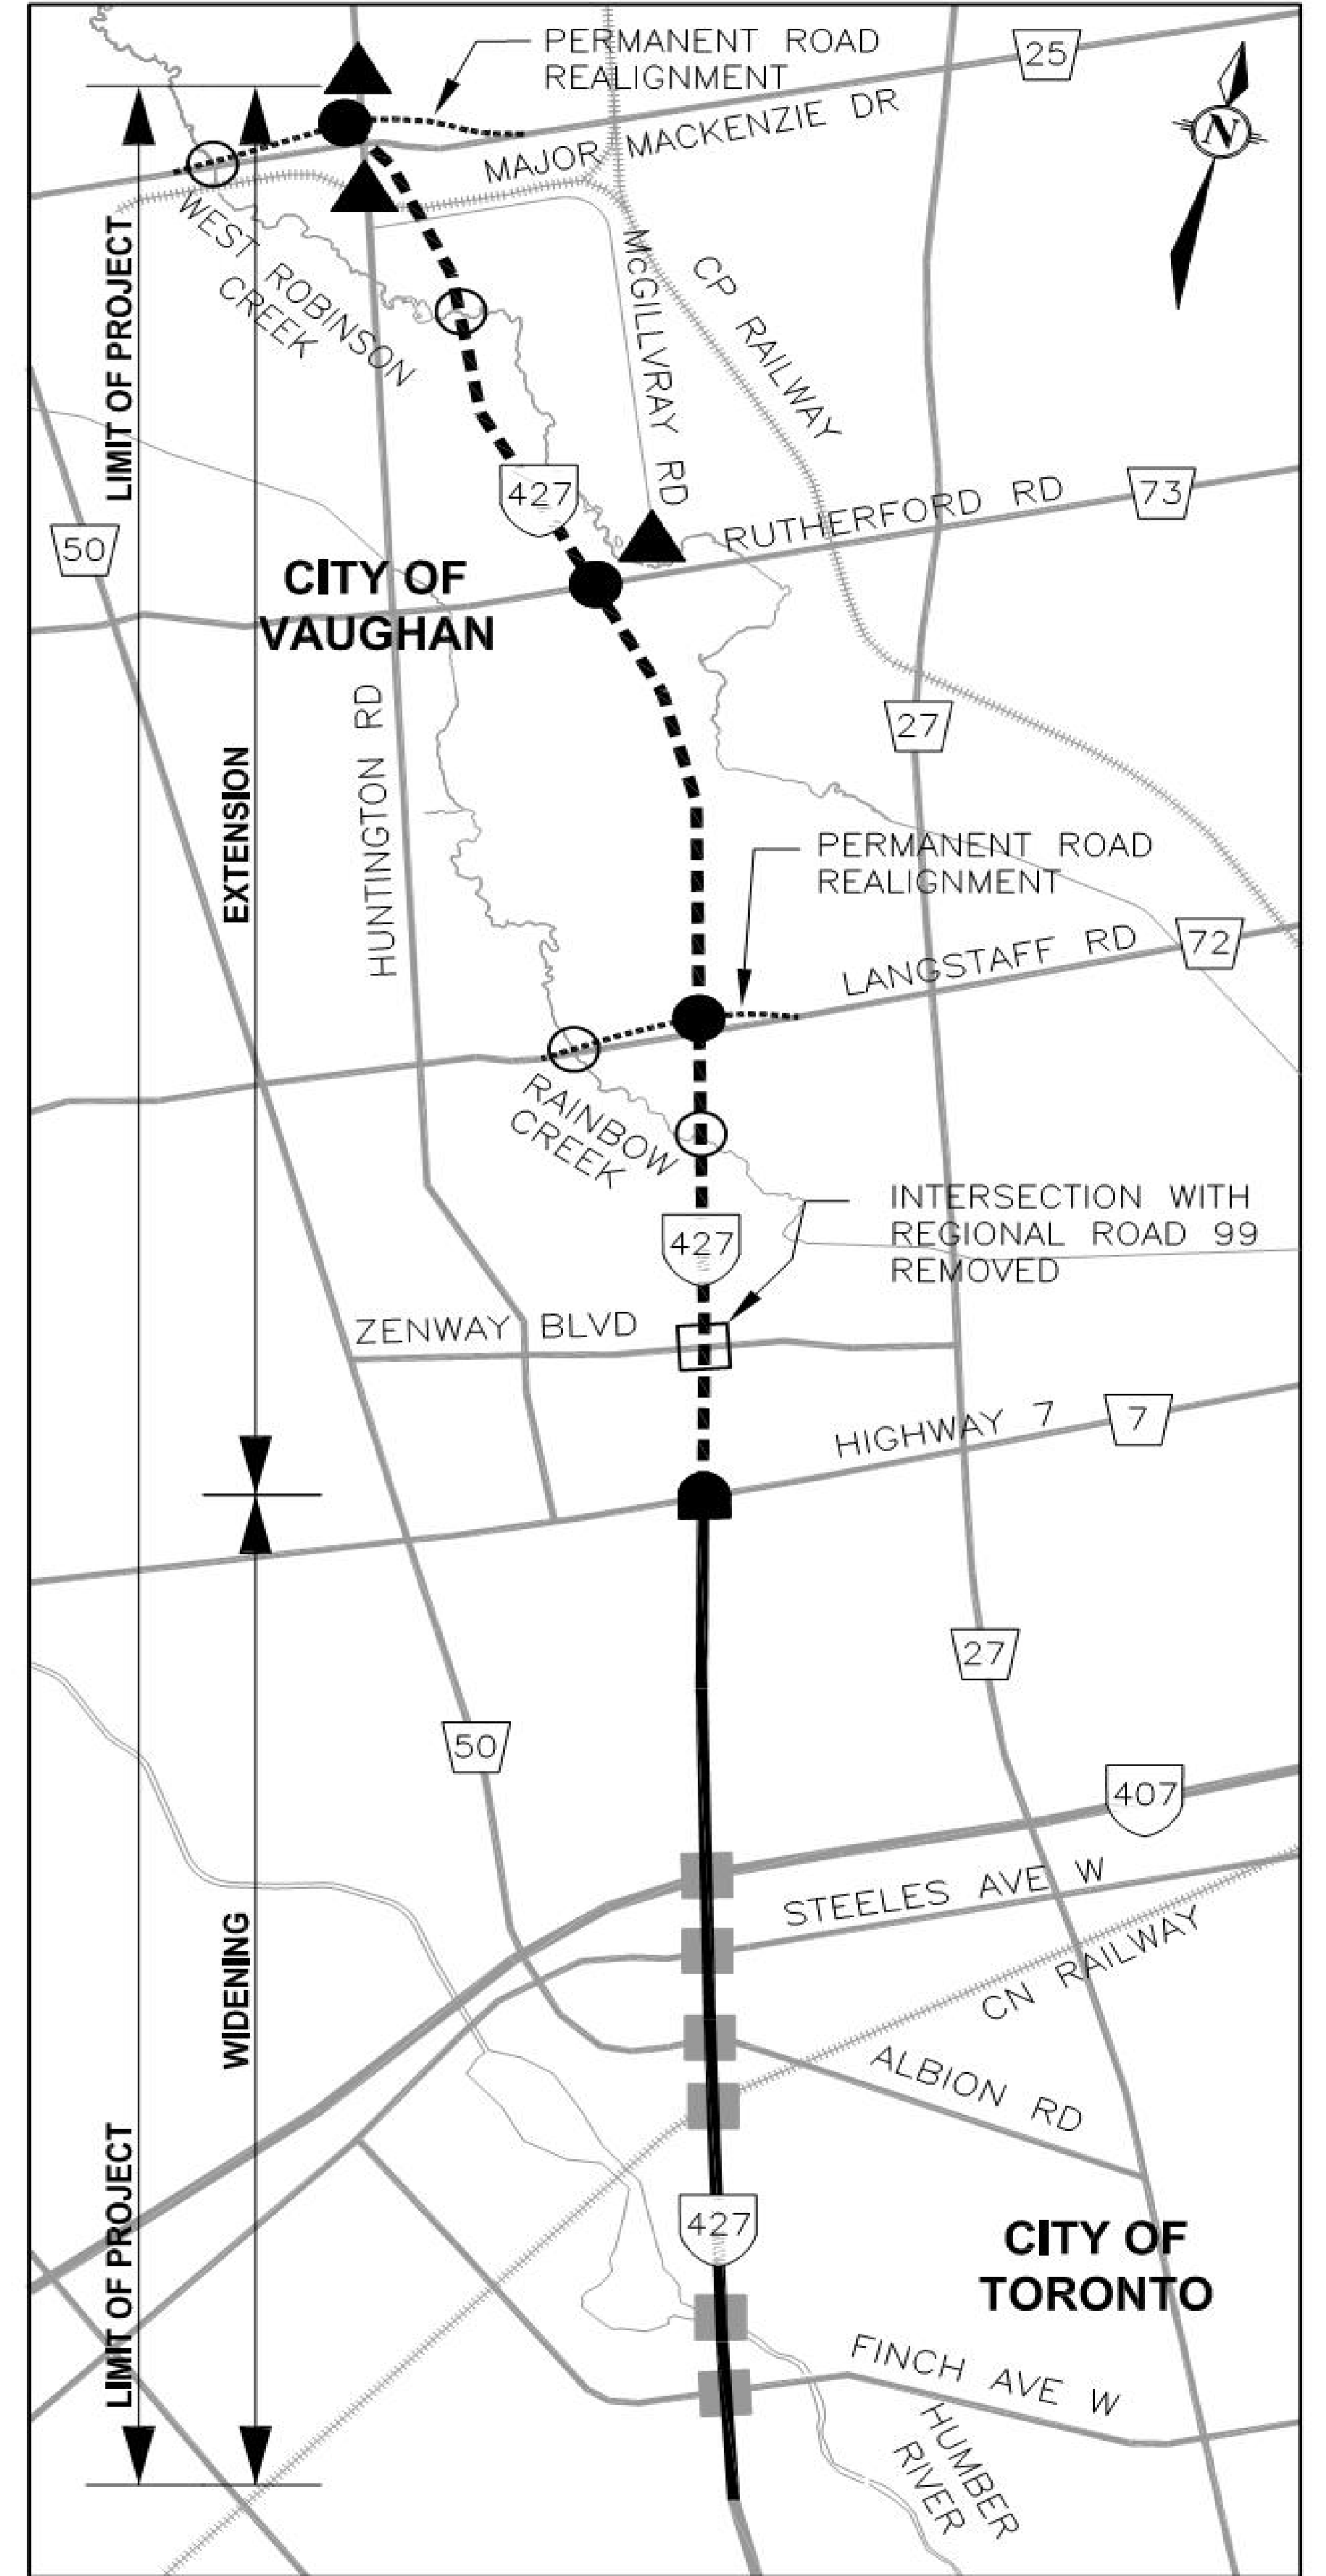 PERMANENT ROAD
REALIGNMENT
25
MAJOR MACKENZIE DR
N
WEST ROBINSON
CREEK
McGILLVRAY RD
CP RAILWAY
LIMIT OF PROJECT
427
RUTHERFORD RD
73
50
CITY OF
VAUGHAN
27
HUNTINGTON RD
EXTENSION
PERMANENT ROAD
REALIGNMENT
LANGSTAFF RD
72
RAINBOW
CREEK
427
INTERSECTION WITH
REGIONAL ROAD 99
REMOVED
ZENWAY BLVD
HIGHWAY 7
7
27
50
407
STEELES AVE W
CN RAILWAY
WIDENING
ALBION RD
LIMIT OF PROJECT
427
CITY OF
TORONTO
FINCH AVE W
HUMBER
RIVER